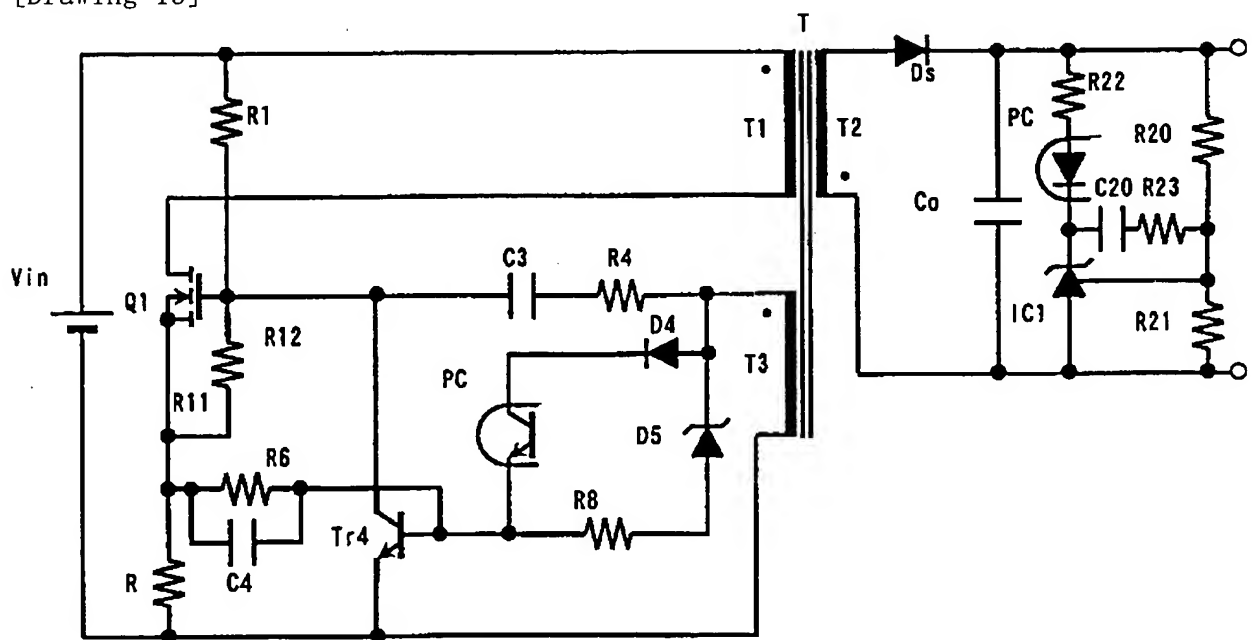 [Drawing 10]
T
R1
Ds
R22
PC
R20
T1
T2
C20
R23
Co
Vin
C3
R4
Q1
D4
IC1
R21
R12
T3
PC
R11
D5
R6
R8
Tr4
R
C4